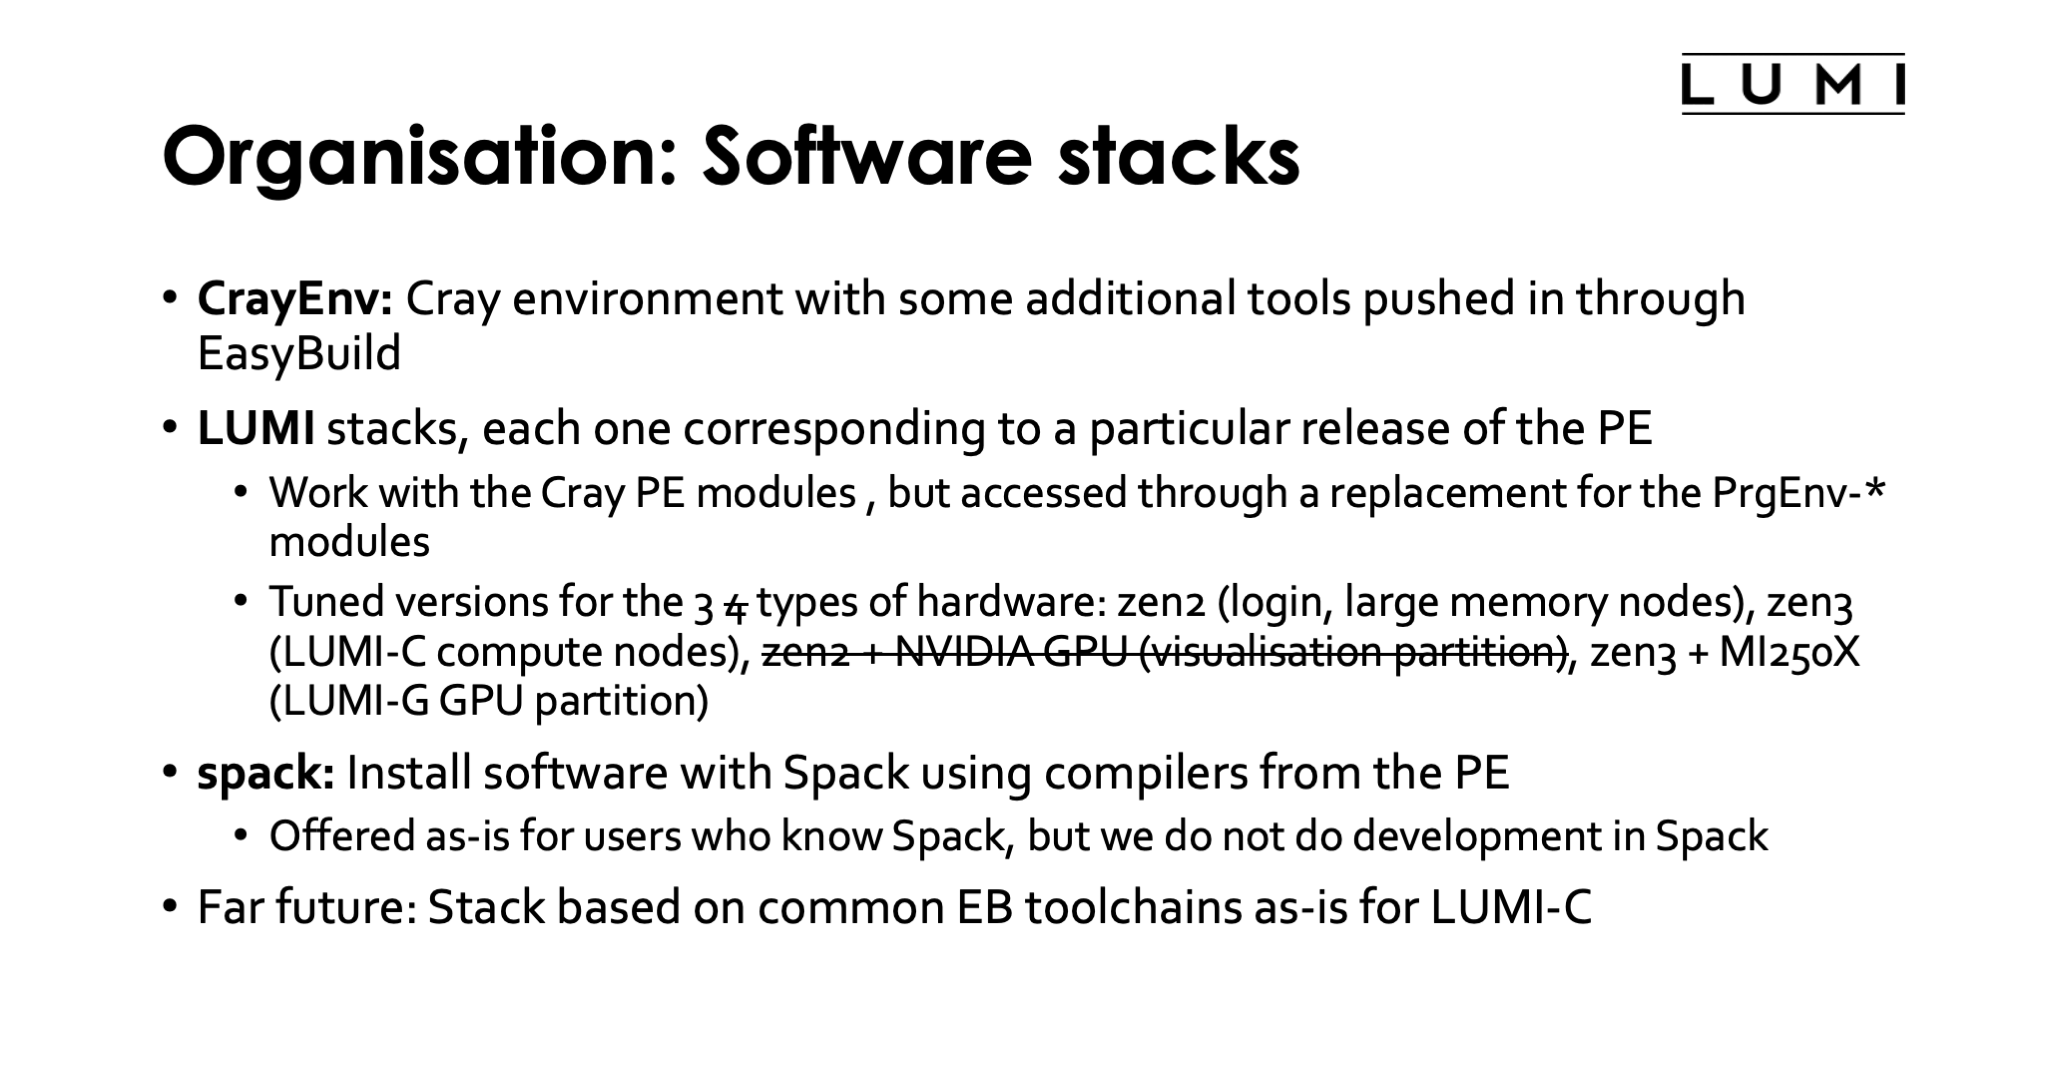 LUMI
Organisation: Software stacks
• CrayEnv: Cray environment with some additional tools pushed in through
EasyBuild
• LUMI stacks, each one corresponding to a particular release of the PE
• Work with the Cray PE modules , but accessed through a replacement for the PrgEnv-*
modules
• Tuned versions for the 3 4 types of hardware: zen2 (login, large memory nodes), zen3
(LUMI-C compute nodes), zen2 + NVIDIA GPU (visualisation partition), zen3 + MI250X
(LUMI-G GPU partition)
• spack: Install software with Spack using compilers from the PE
• Offered as-is for users who know Spack, but we do not do development in Spack
• Far future: Stack based on common EB toolchains as-is for LUMI-C